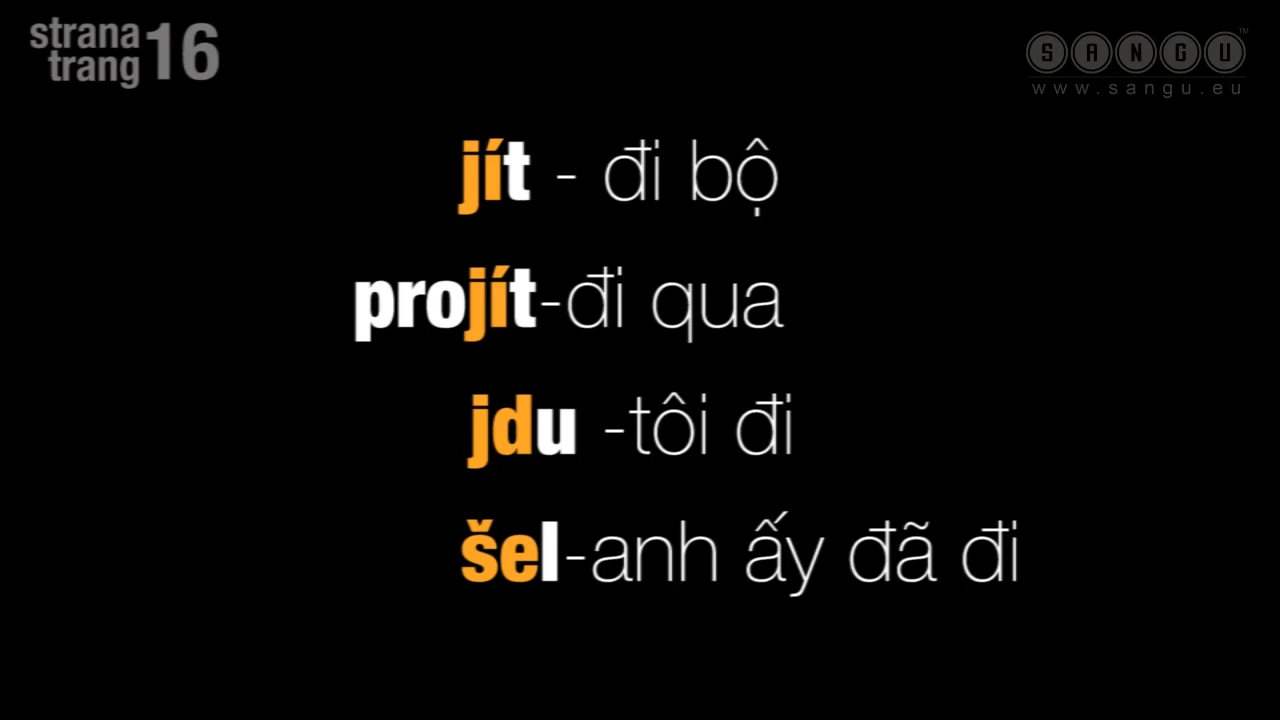 strana
trang 16
SANGU™
www.sangu.eu
jít - đi bộ
projít-đi qua
jdu -tôi đi
šel-anh ấy đã đi